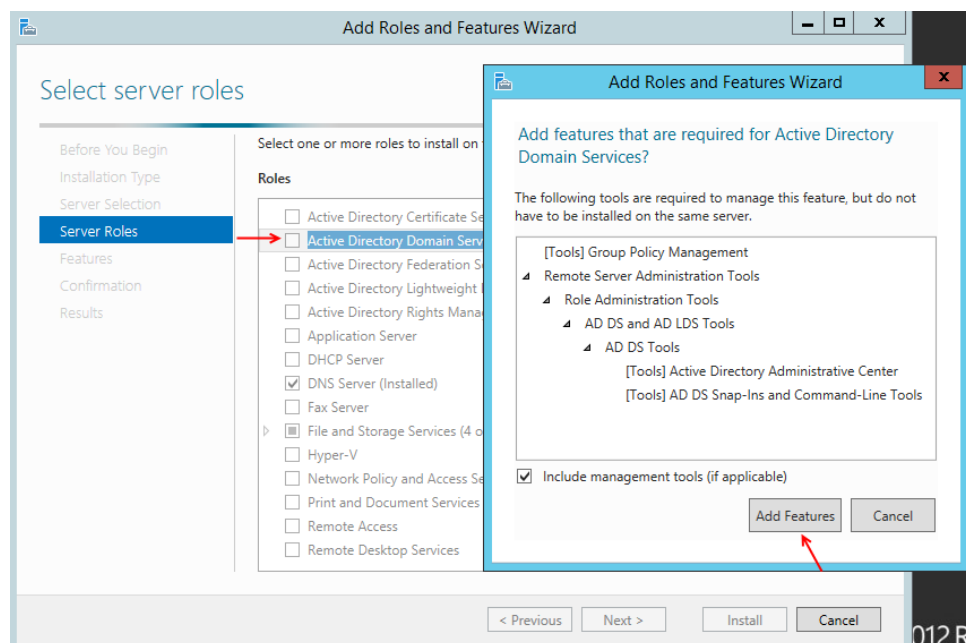 Add Roles and Features Wizard
Select server roles
Before You Begin
Installation Type
Server Selection
Server Roles
Features
Confirmation
Results
Select one or more roles to install on
Roles
Active Directory Certificate Se
Active Directory Domain Serv
Active Directory Federation S
Active Directory Lightweight
Active Directory Rights Mana
Application Server
DHCP Server
DNS Server (Installed)
Fax Server
File and Storage Services (4 o
Hyper-V
Network Policy and Access Se
Print and Document Services
Remote Access
Remote Desktop Services
< Previous
Next >
Install
Cancel
Add Roles and Features Wizard
Add features that are required for Active Directory
Domain Services?
The following tools are required to manage this feature, but do not
have to be installed on the same server.
[Tools] Group Policy Management
Remote Server Administration Tools
Role Administration Tools
AD DS and AD LDS Tools
AD DS Tools
[Tools] Active Directory Administrative Center
[Tools] AD DS Snap-Ins and Command-Line Tools
Include management tools (if applicable)
Add Features
Cancel
012 R